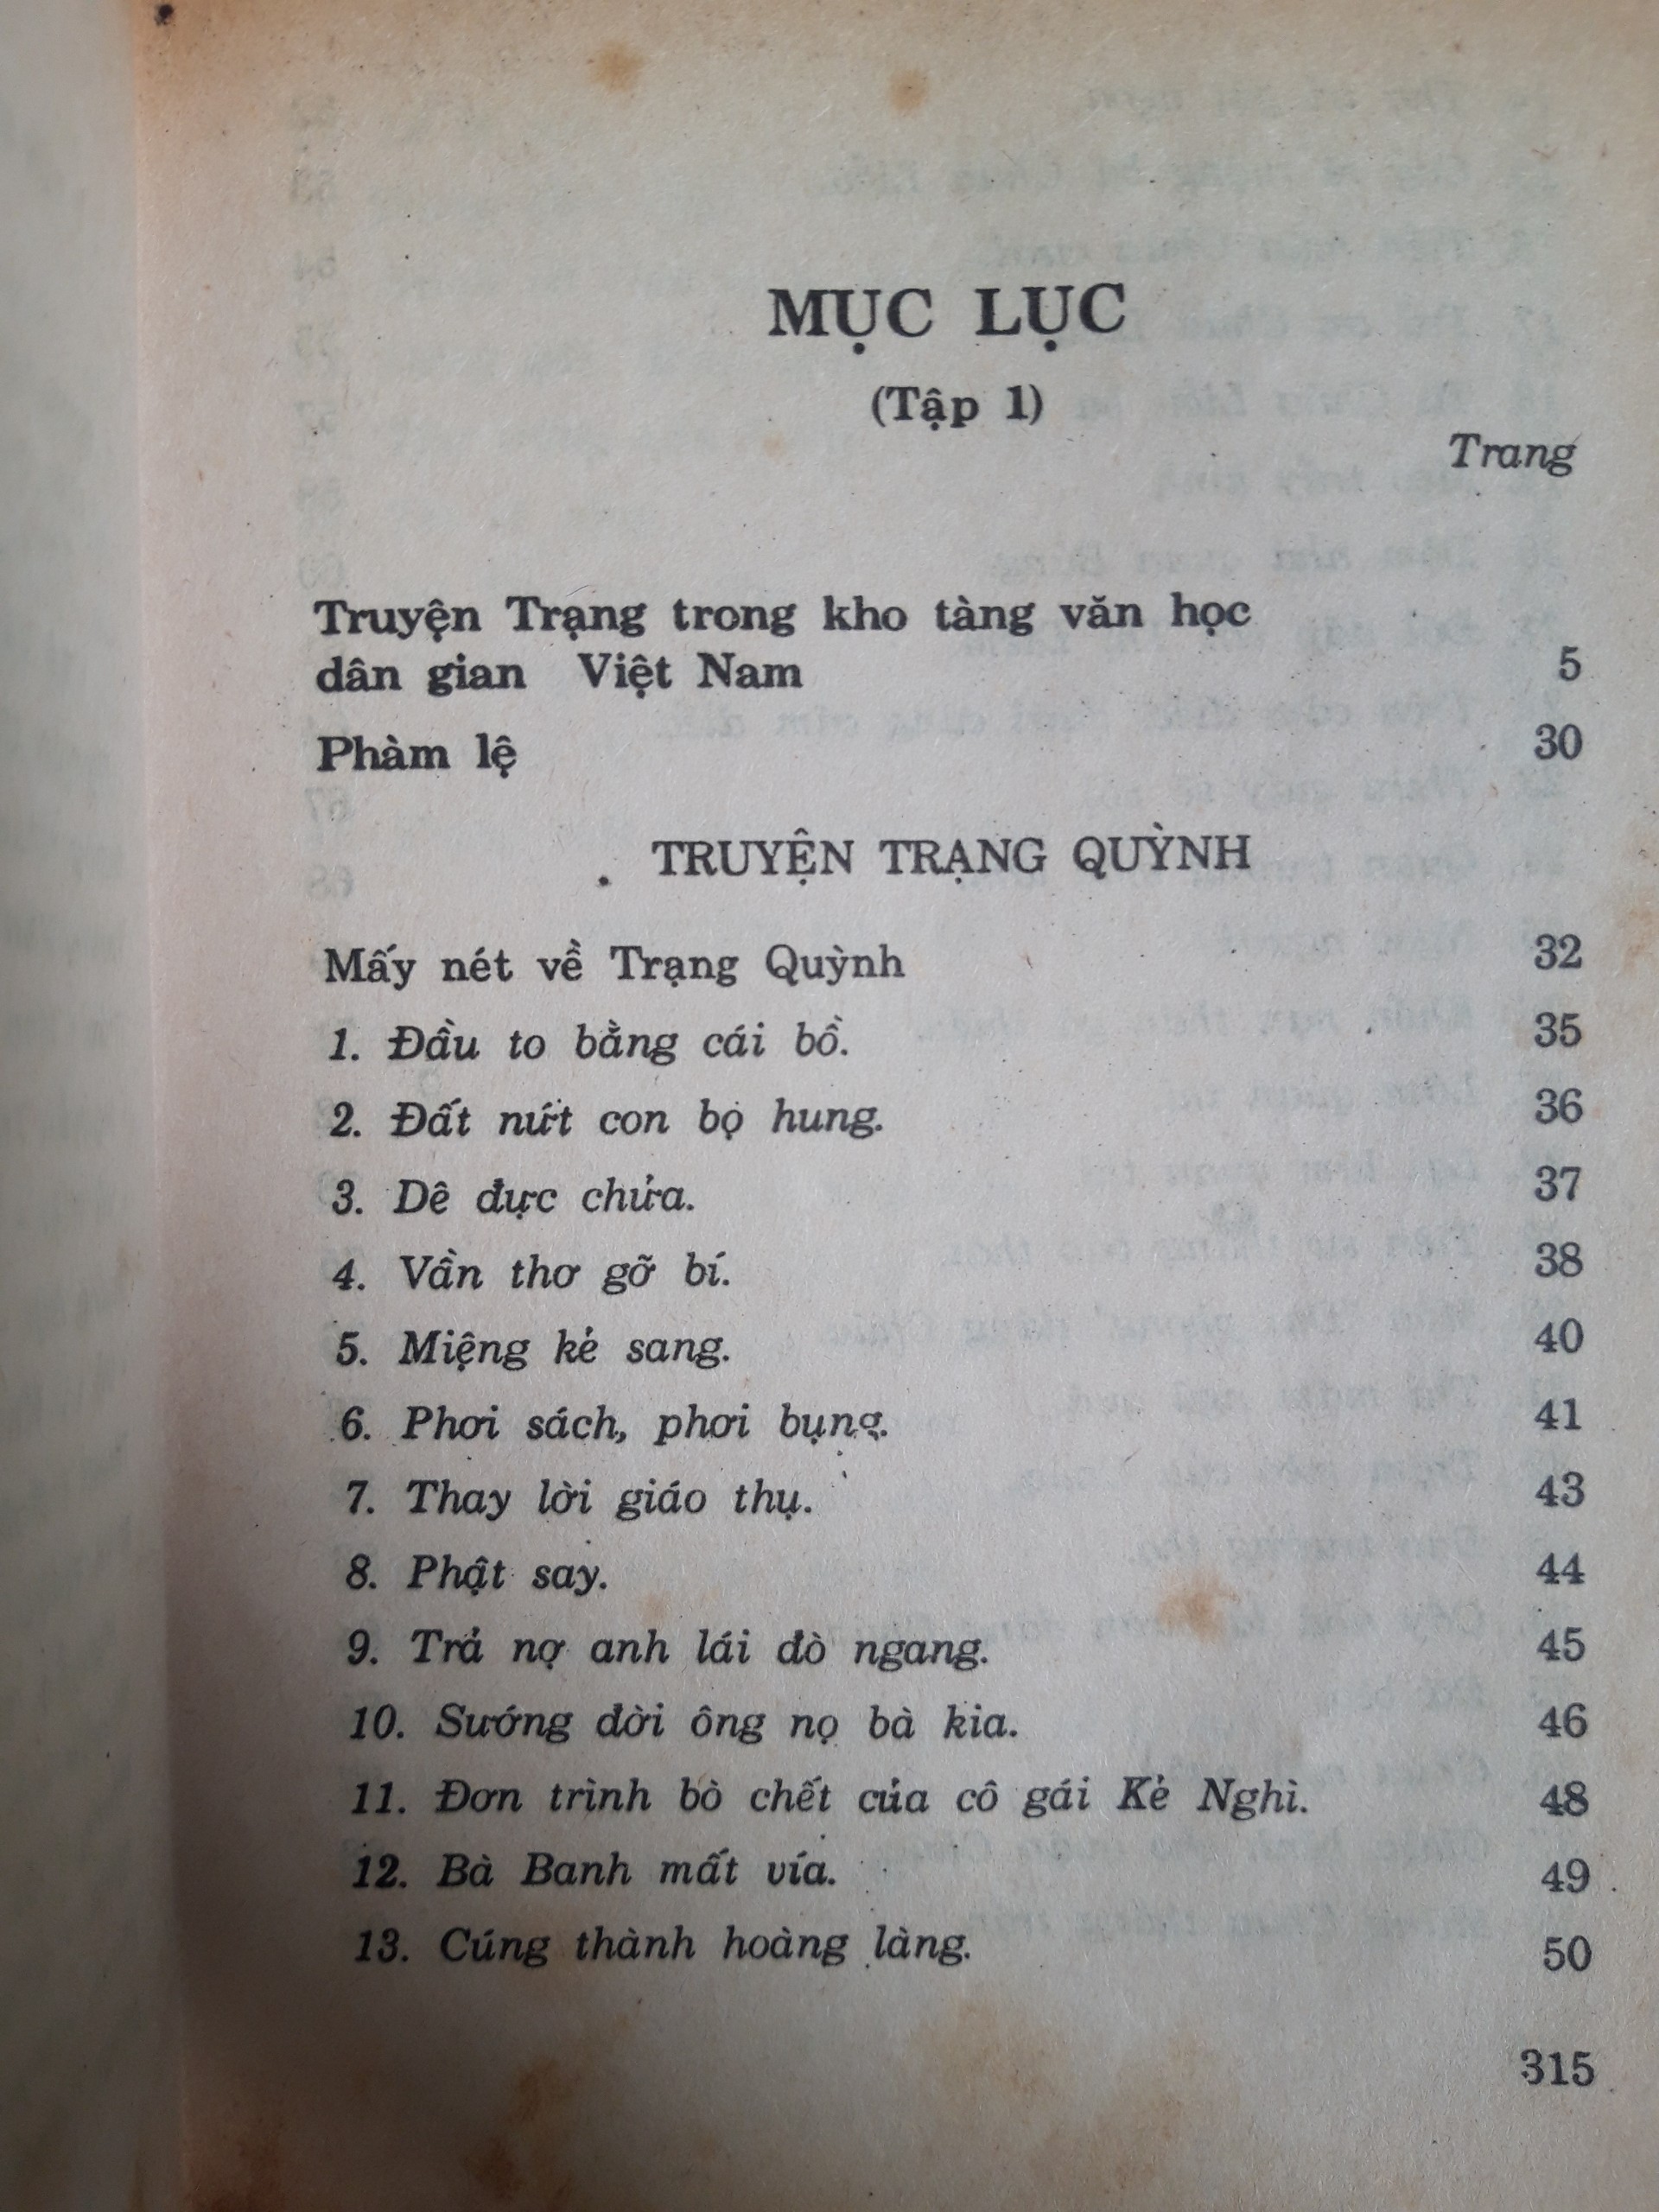 MỤC LỤC
(Tập 1)
Trang
Truyện Trạng trong kho tàng văn học
dân gian Việt Nam 5
Phàm lệ 30
TRUYỆN TRẠNG QUỲNH
Mấy nét về Trạng Quỳnh 32
1. Đầu to bằng cái bồ. 35
2. Đất nứt con bọ hung. 36
3. Dê đực chửa. 37
4. Vần thơ gỡ bí. 38
5. Miệng kẻ sang. 40
6. Phơi sách, phơi bụng. 41
7. Thay lời giáo thụ. 43
8. Phật say. 44
9. Trả nợ anh lái đò ngang. 45
10. Sướng đời ông nọ bà kia. 46
11. Đơn trình bò chết của cô gái Kẻ Nghì. 48
12. Bà Banh mất vía. 49
13. Cúng thành hoàng làng. 50
315